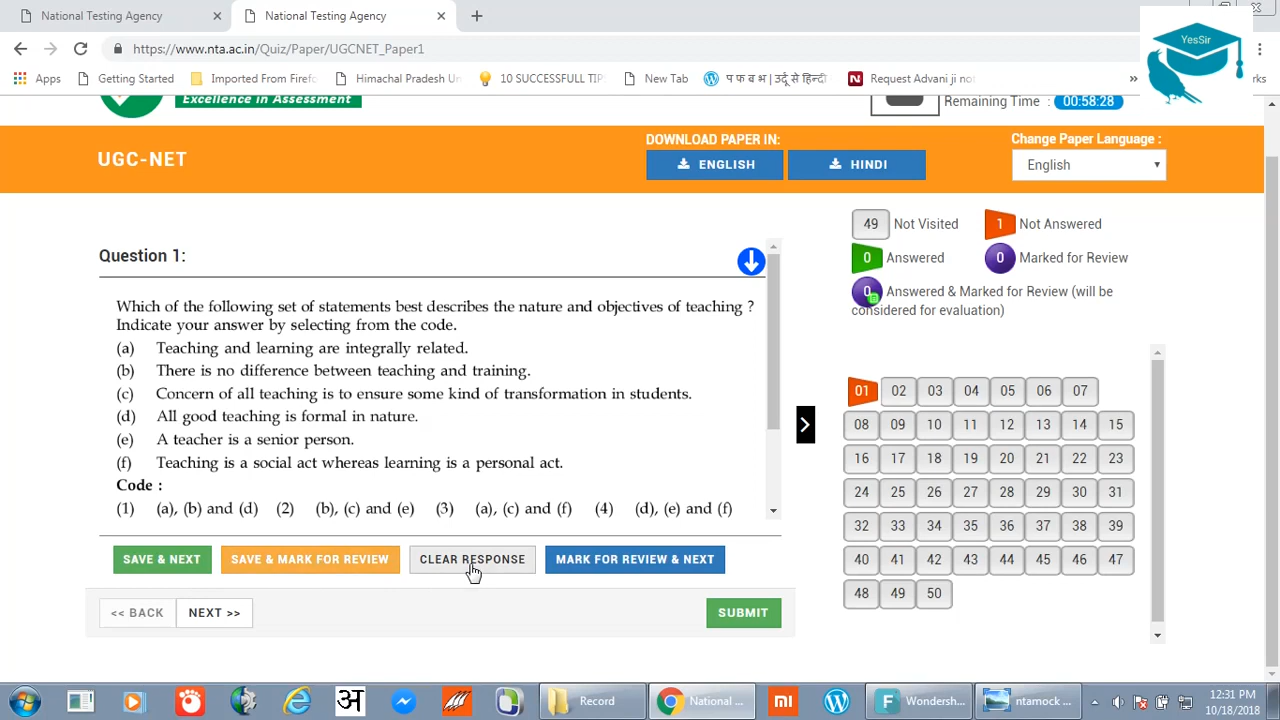 National Testing Agency
National Testing Agency
https://www.nta.ac.in/Quiz/Paper/UGCNET_Paper1
YesSir
Apps
Getting Started
Imported From Firef
Himachal Pradesh Un
10 SUCCESSFULL TIP
New Tab
प फ ब भ | उर्दू से हिन्दी
Request Advani ji no
»
rks
Excellence in Assessment
Remaining Time : 00:58:28
UGC-NET
DOWNLOAD PAPER IN:
ENGLISH
HINDI
Change Paper Language :
English
Question 1:
Which of the following set of statements best describes the nature and objectives of teaching ?
Indicate your answer by selecting from the code.
(a) Teaching and learning are integrally related.
(b) There is no difference between teaching and training.
(c) Concern of all teaching is to ensure some kind of transformation in students.
(d) All good teaching is formal in nature.
(e) A teacher is a senior person.
(f) Teaching is a social act whereas learning is a personal act.
Code :
(1) (a), (b) and (d) (2) (b), (c) and (e) (3) (a), (c) and (f) (4) (d), (e) and (f)
SAVE & NEXT
SAVE & MARK FOR REVIEW
CLEAR RESPONSE
MARK FOR REVIEW & NEXT
<< BACK
NEXT >>
SUBMIT
49 Not Visited
1 Not Answered
0 Answered
0 Marked for Review
0 Answered & Marked for Review (will be
considered for evaluation)
01 02 03 04 05 06 07
08 09 10 11 12 13 14 15
16 17 18 19 20 21 22 23
24 25 26 27 28 29 30 31
32 33 34 35 36 37 38 39
40 41 42 43 44 45 46 47
48 49 50
अ
Record
National ...
Wondersh...
ntamock ...
12:31 PM
10/18/2018